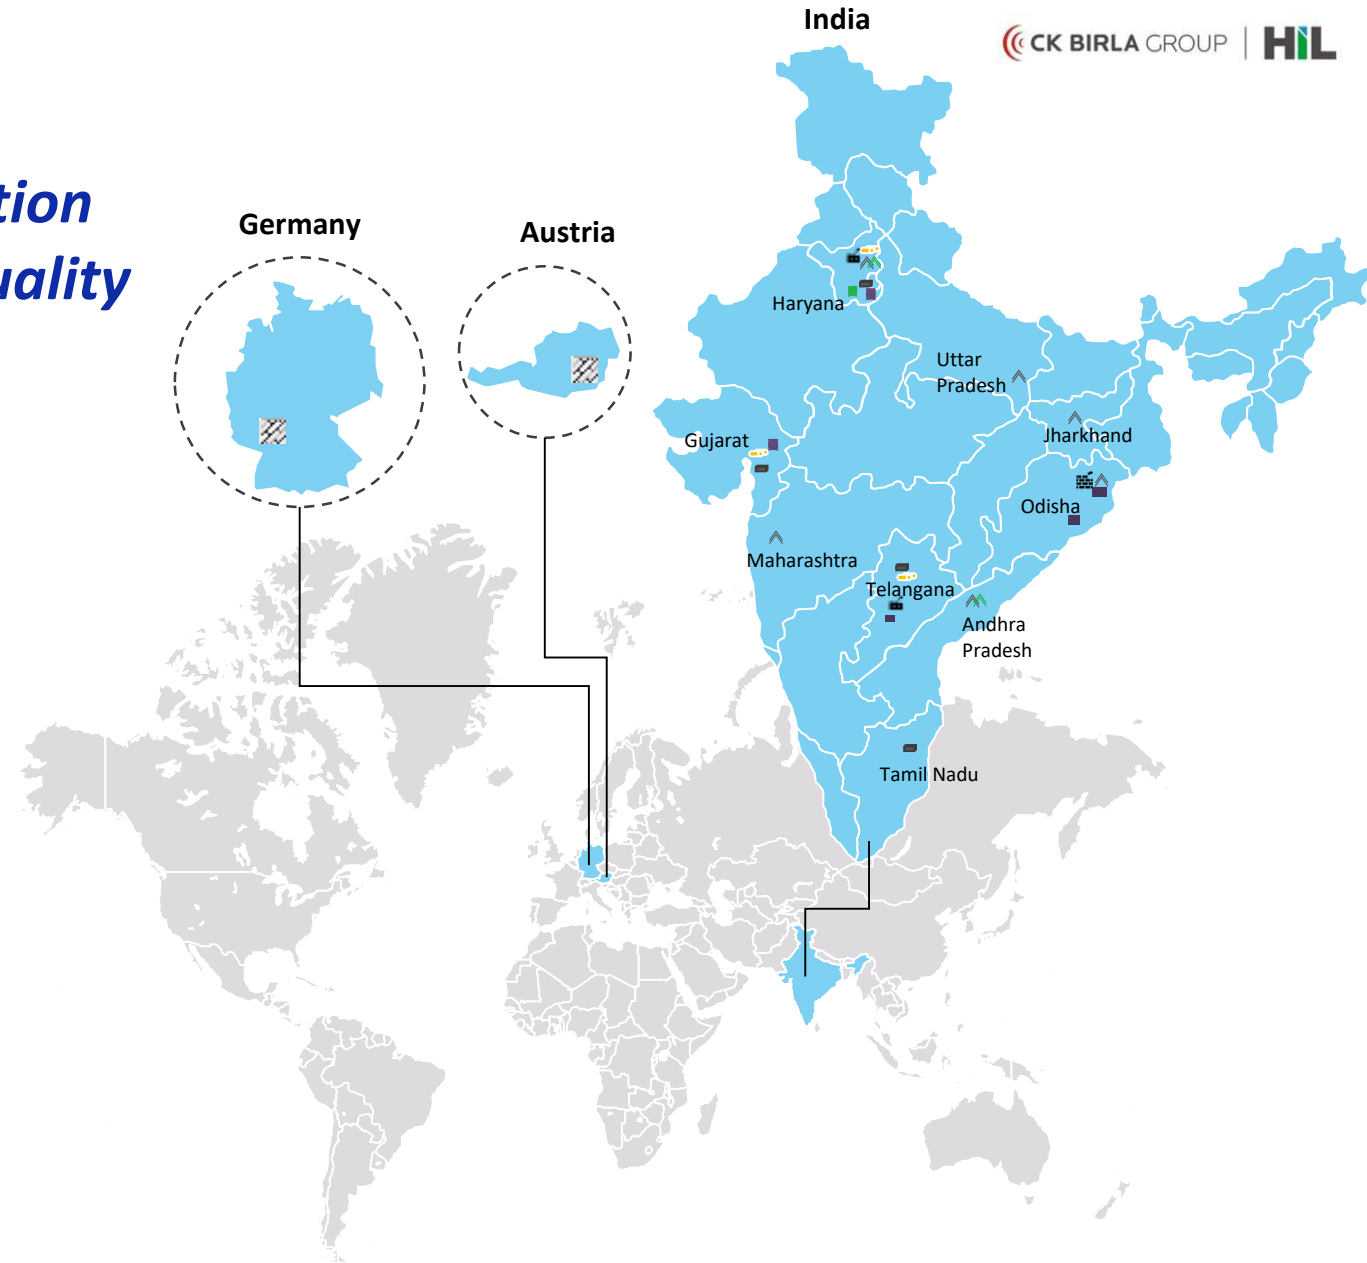 India
CK BIRLA GROUP | HIL
tion
uality
Germany
Austria
Haryana
Uttar
Pradesh
Gujarat
Jharkhand
Odisha
Maharashtra
Telangana
Andhra
Pradesh
Tamil Nadu